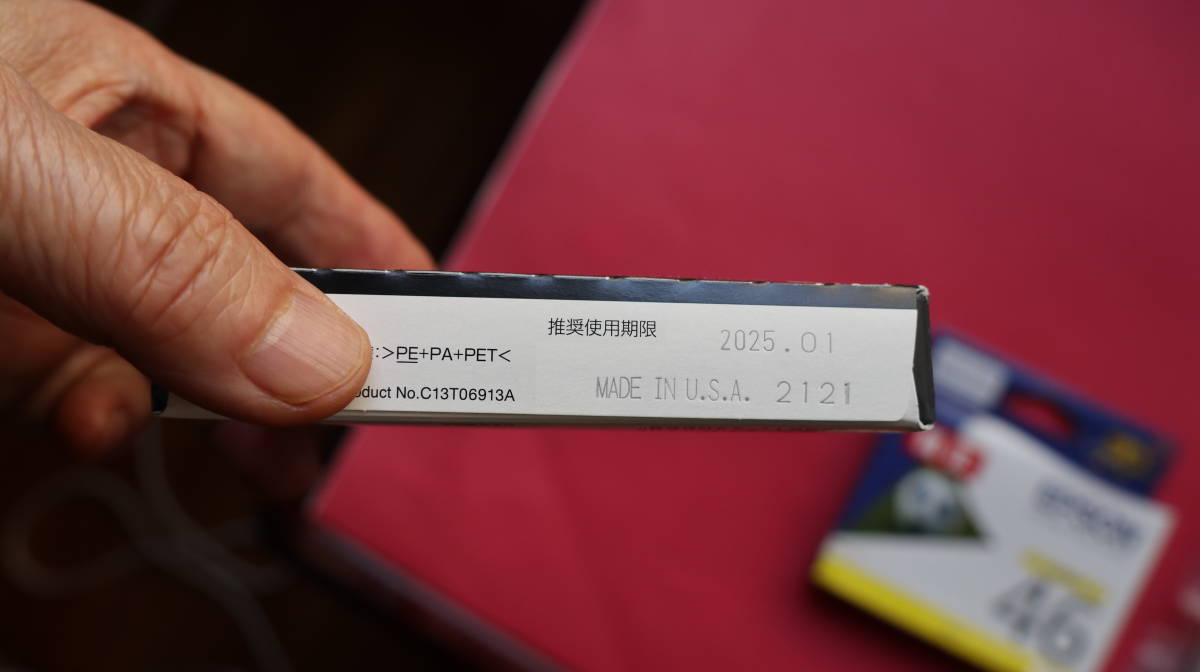 推奨使用期限 2025.01
:>PE+PA+PET<
MADE IN U.S.A. 2121
oduct No.C13T06913A
EPSON
46